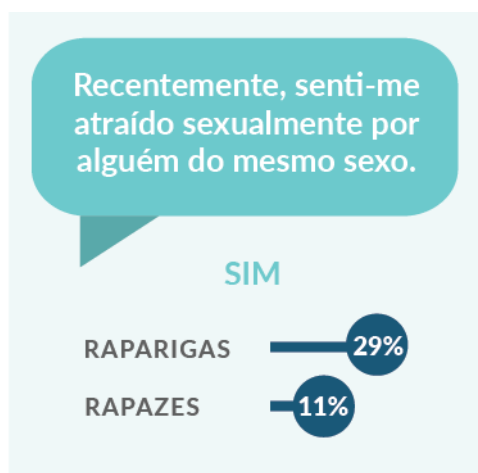 Recentemente, senti-me
atraído sexualmente por
alguém do mesmo sexo.
SIM
RAPARIGAS 29%
RAPAZES 11%